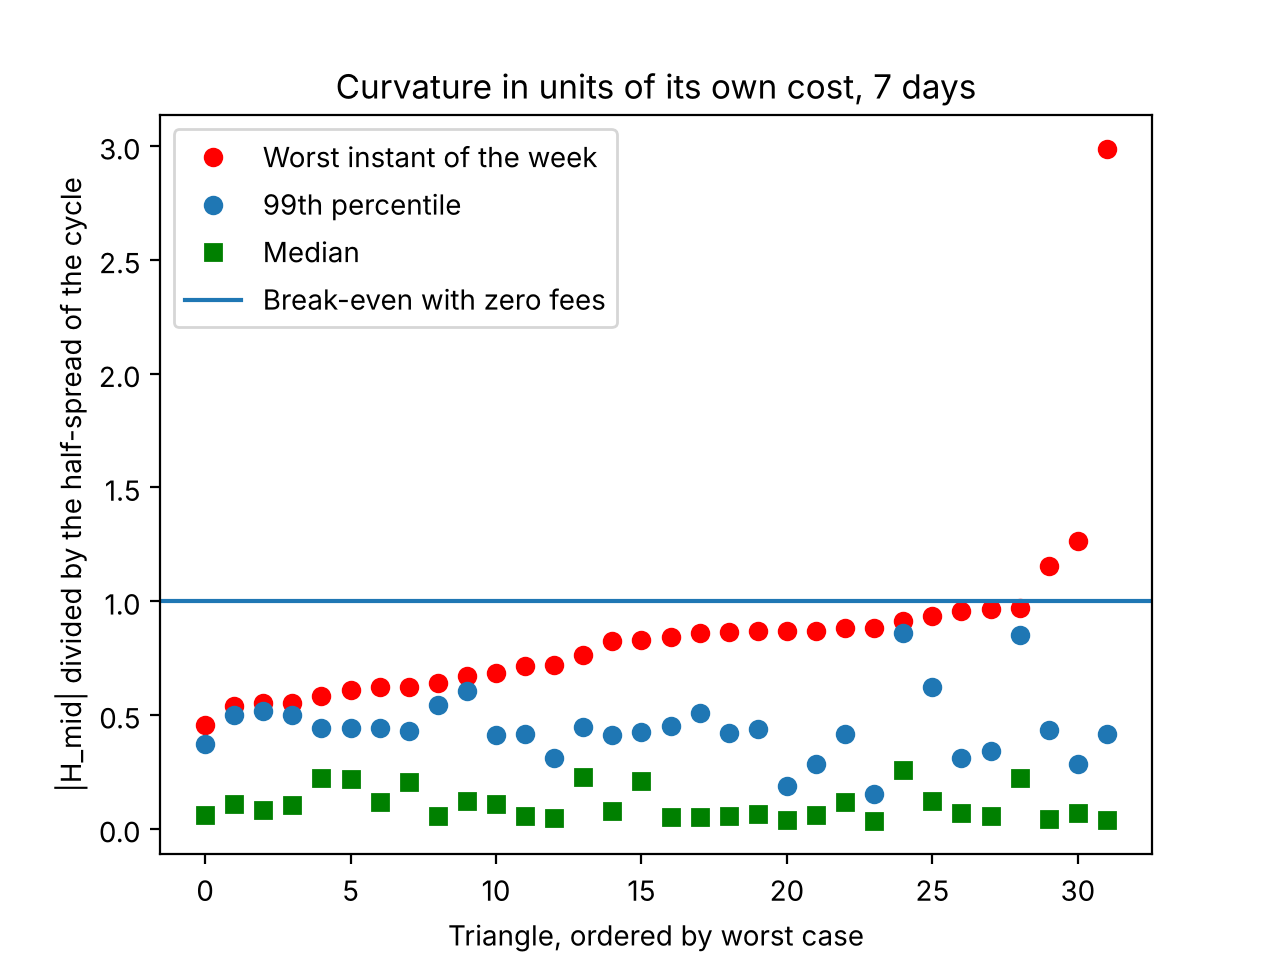 Curvature in units of its own cost, 7 days
Worst instant of the week
99th percentile
Median
Break-even with zero fees
|H_mid| divided by the half-spread of the cycle
3.0
2.5
2.0
1.5
1.0
0.5
0.0
0
5
10
15
20
25
30
Triangle, ordered by worst case